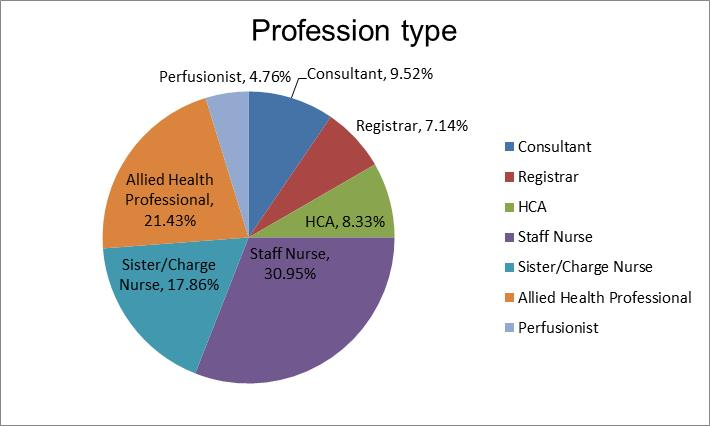 Profession type
Perfusionist, 4.76%
Consultant, 9.52%
Registrar, 7.14%
Allied Health
Professional,
21.43%
HCA, 8.33%
Staff Nurse,
30.95%
Sister/Charge
Nurse, 17.86%
Consultant
Registrar
HCA
Staff Nurse
Sister/Charge Nurse
Allied Health Professional
Perfusionist